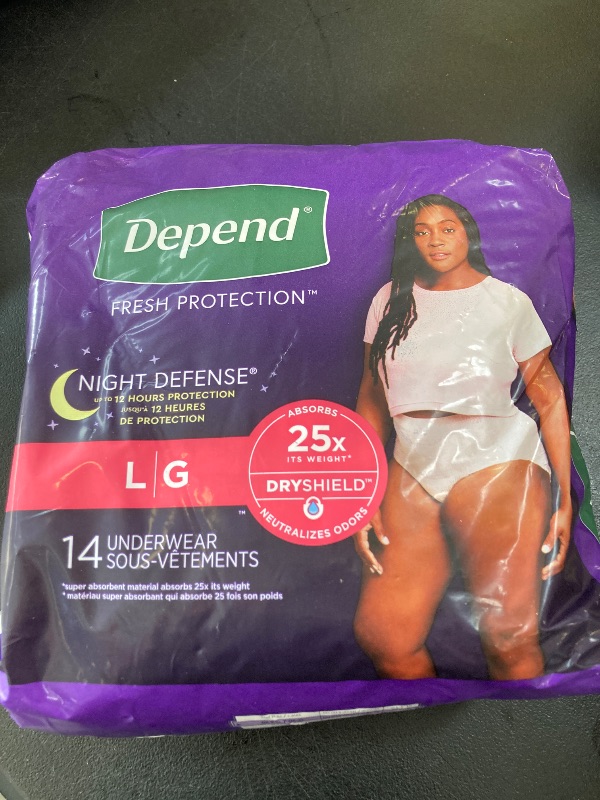 Depend®
FRESH PROTECTION™
NIGHT DEFENSE®
UP TO 12 HOURS PROTECTION
JUSQU'À 12 HEURES
DE PROTECTION
L|G
ABSORBS
25x
ITS WEIGHT*
DRYSHIELD™
NEUTRALIZES ODORS
™
14 UNDERWEAR
SOUS-VÊTEMENTS
*super absorbent material absorbs 25x its weight
*matériau super absorbant qui absorbe 25 fois son poids